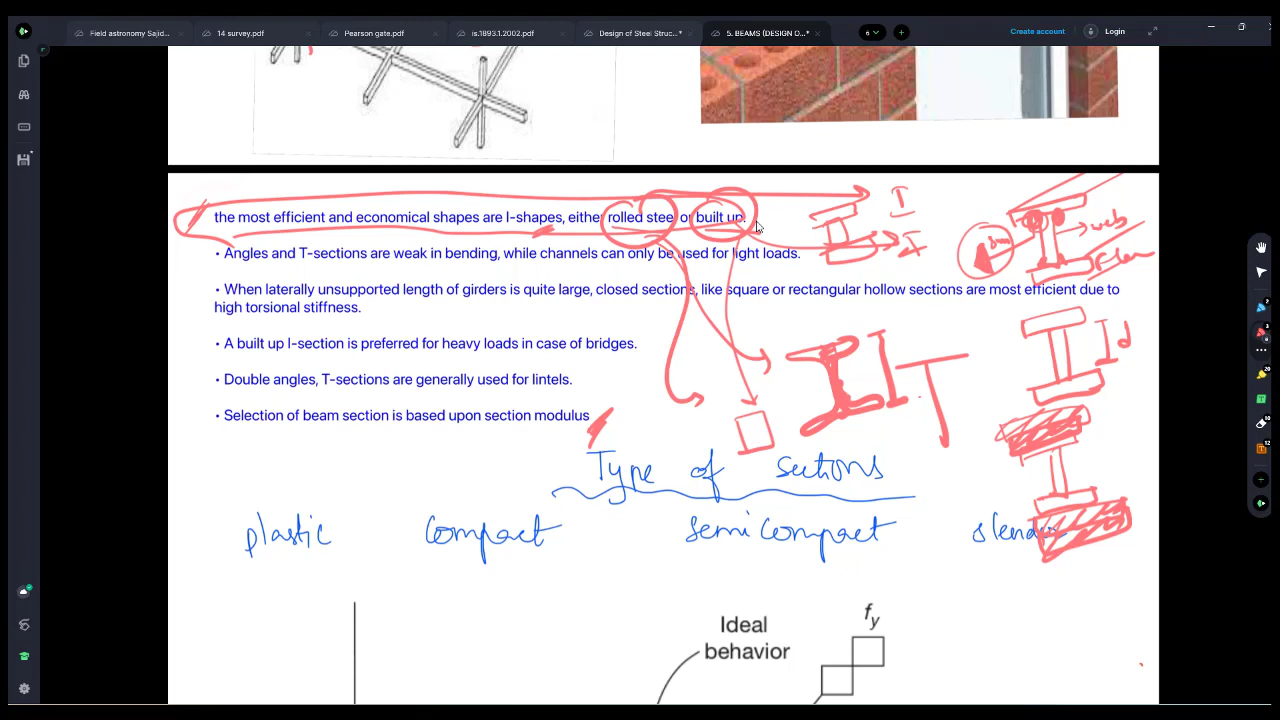 Field astronomy Sajid...
14 survey.pdf
Pearson gate.pdf
is.1893.1.2002.pdf
Design of Steel Struc...*
5. BEAMS (DESIGN O...*
6
Create account
Login
the most efficient and economical shapes are I-shapes, either rolled steel or built up.
I
I
web
• Angles and T-sections are weak in bending, while channels can only be used for light loads.
• When laterally unsupported length of girders is quite large, closed sections, like square or rectangular hollow sections are most efficient due to
high torsional stiffness.
• A built up I-section is preferred for heavy loads in case of bridges.
d
• Double angles, T-sections are generally used for lintels.
• Selection of beam section is based upon section modulus
Type of sections
plastic compact semi compact slender
Ideal
behavior
fy